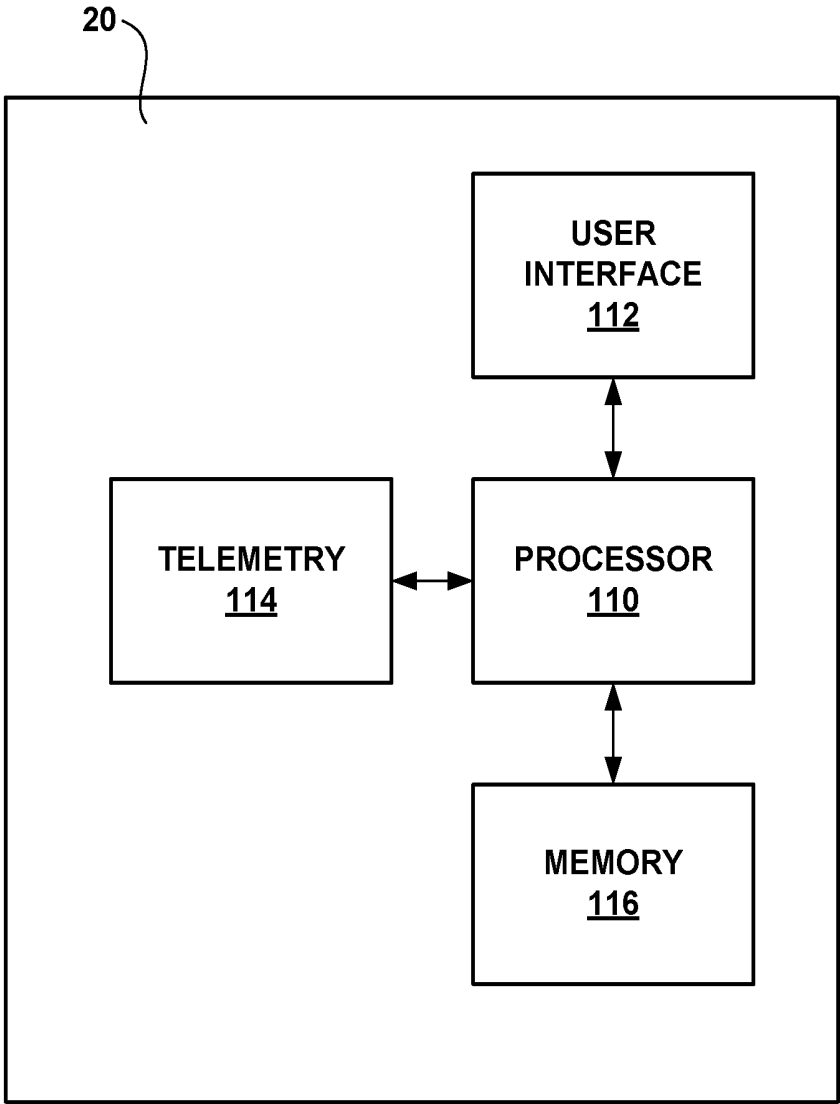 20
USER
INTERFACE
112
TELEMETRY
114
PROCESSOR
110
MEMORY
116